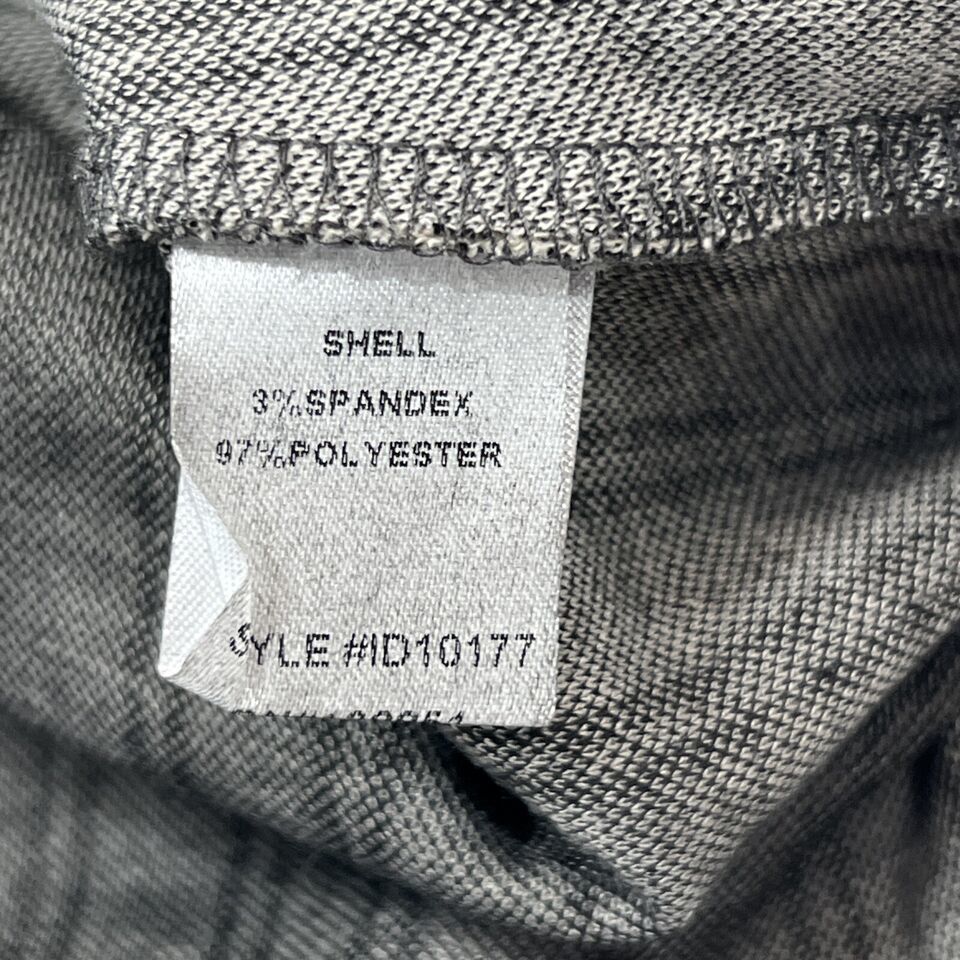 SHELL
3%SPANDEX
97%POLYESTER
SYLE #ID10177